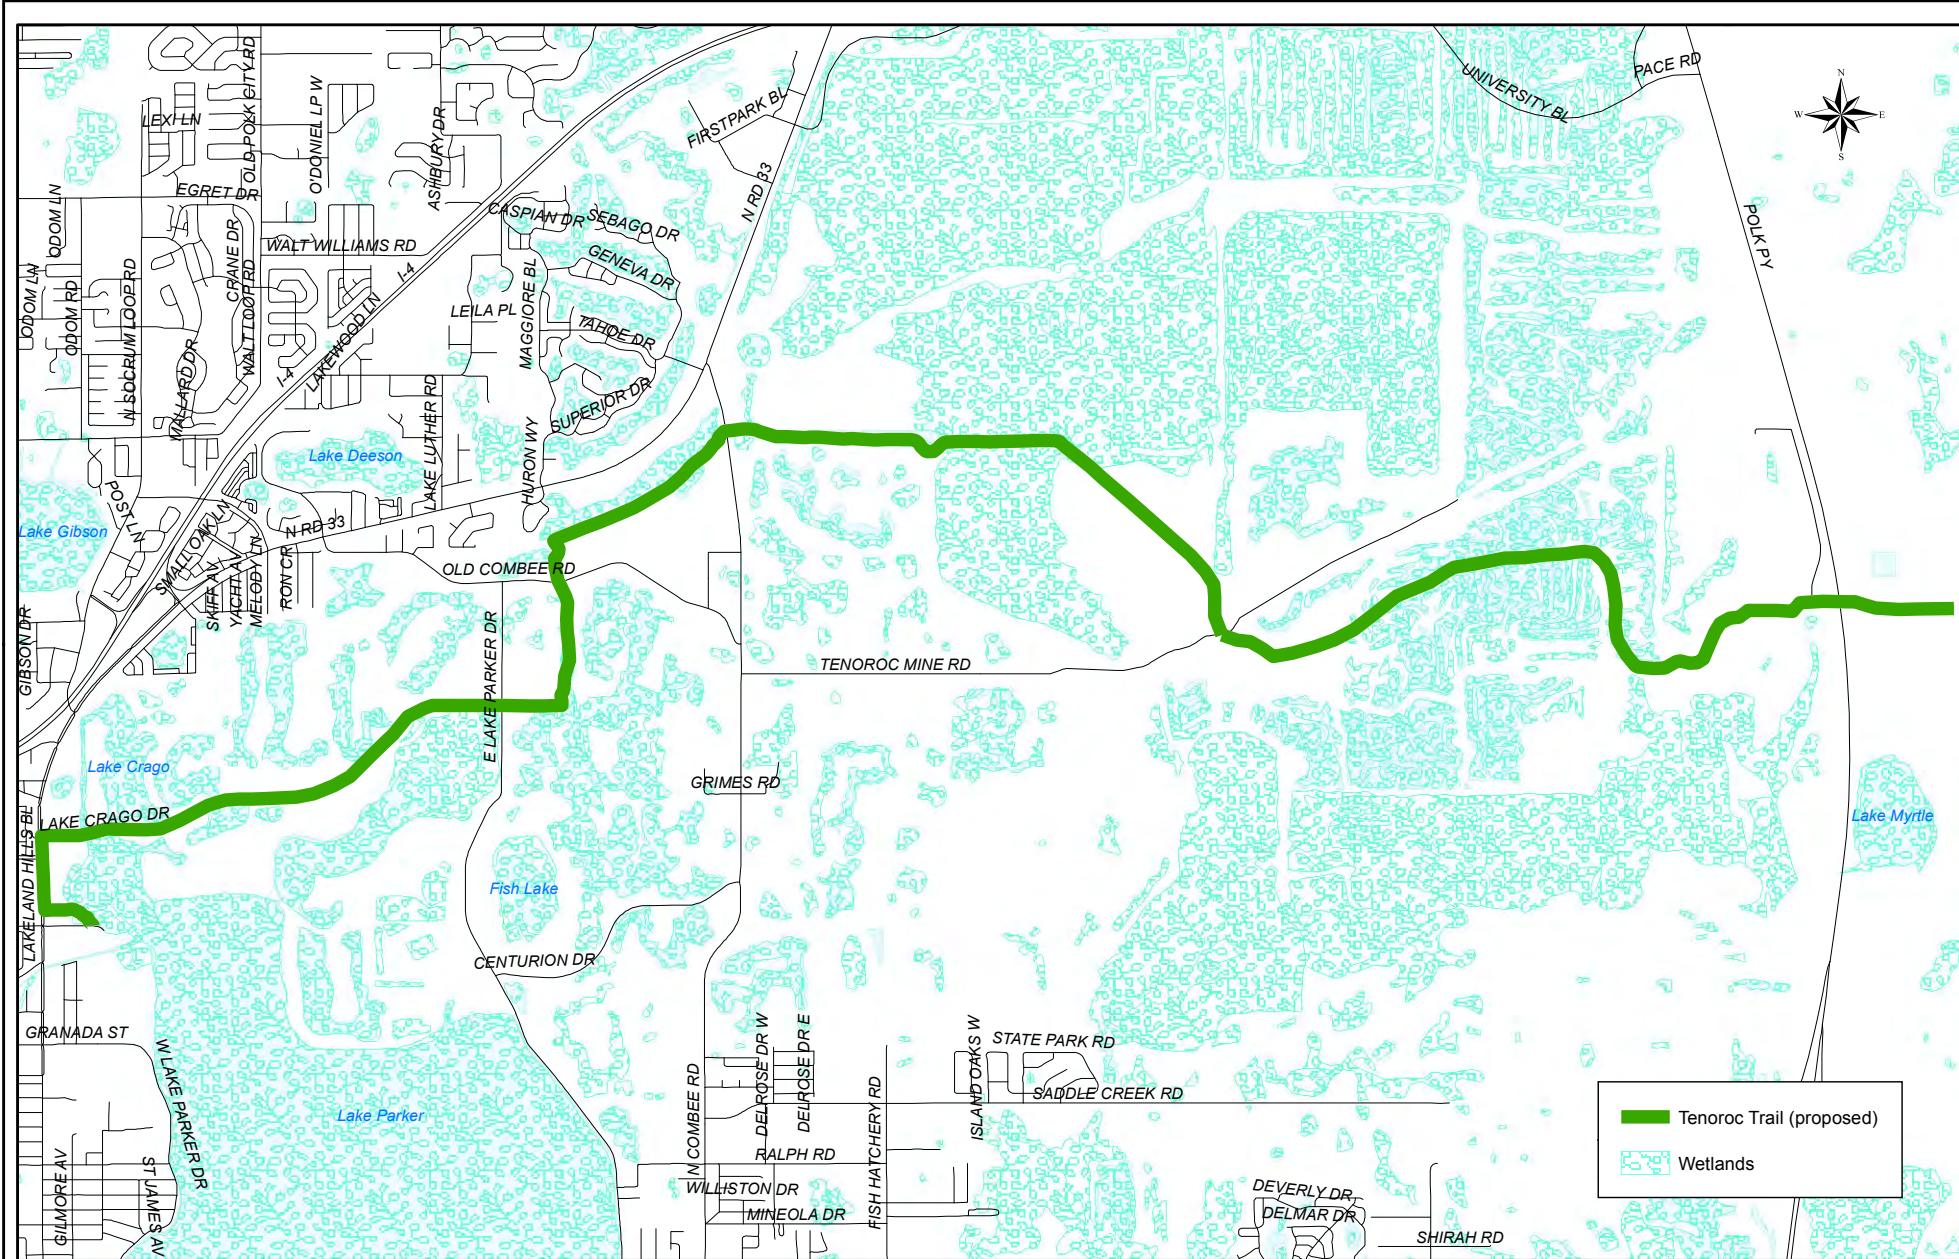 UNIVERSITY BL
PACE RD
N
W
E
S
LEXI LN
OLD POLK CITY RD
O'DONIEL LP W
ASHBURY DR
FIRSTPARK BL
N RD 33
EGRET DR
ODOM LN
CRANE DR
WALT WILLIAMS RD
CASPIAN DR
SEBAGO DR
GENEVA DR
POLK PY
ODOM LN
ODOM RD
N SOCRUM LOOP RD
WALT LOOP RD
I-4
LAKEWOOD LN
I-4
LEILA PL
MAGGIORE BL
TAHOE DR
MALLARD DR
SUPERIOR DR
LAKE LUTHER RD
HURON WY
Lake Deeson
POST LN
Lake Gibson
SMALL OAK LN
N RD 33
SKIFF AV
YACHT AV
MELODY LN
RON CR
OLD COMBEE RD
GIBSON DR
E LAKE PARKER DR
TENOROC MINE RD
Lake Crago
GRIMES RD
LAKE CRAGO DR
LAKELAND HILLS BL
Lake Myrtle
Fish Lake
CENTURION DR
GRANADA ST
W LAKE PARKER DR
Lake Parker
N COMBEE RD
DELROSE DR W
DELROSE DR E
FISH HATCHERY RD
ISLAND OAKS W
STATE PARK RD
SADDLE CREEK RD
RALPH RD
WILLISTON DR
MINEOLA DR
GILMORE AV
ST JAMES AV
DEVERLY DR
DELMAR DR
SHIRAH RD
Tenoroc Trail (proposed)
Wetlands